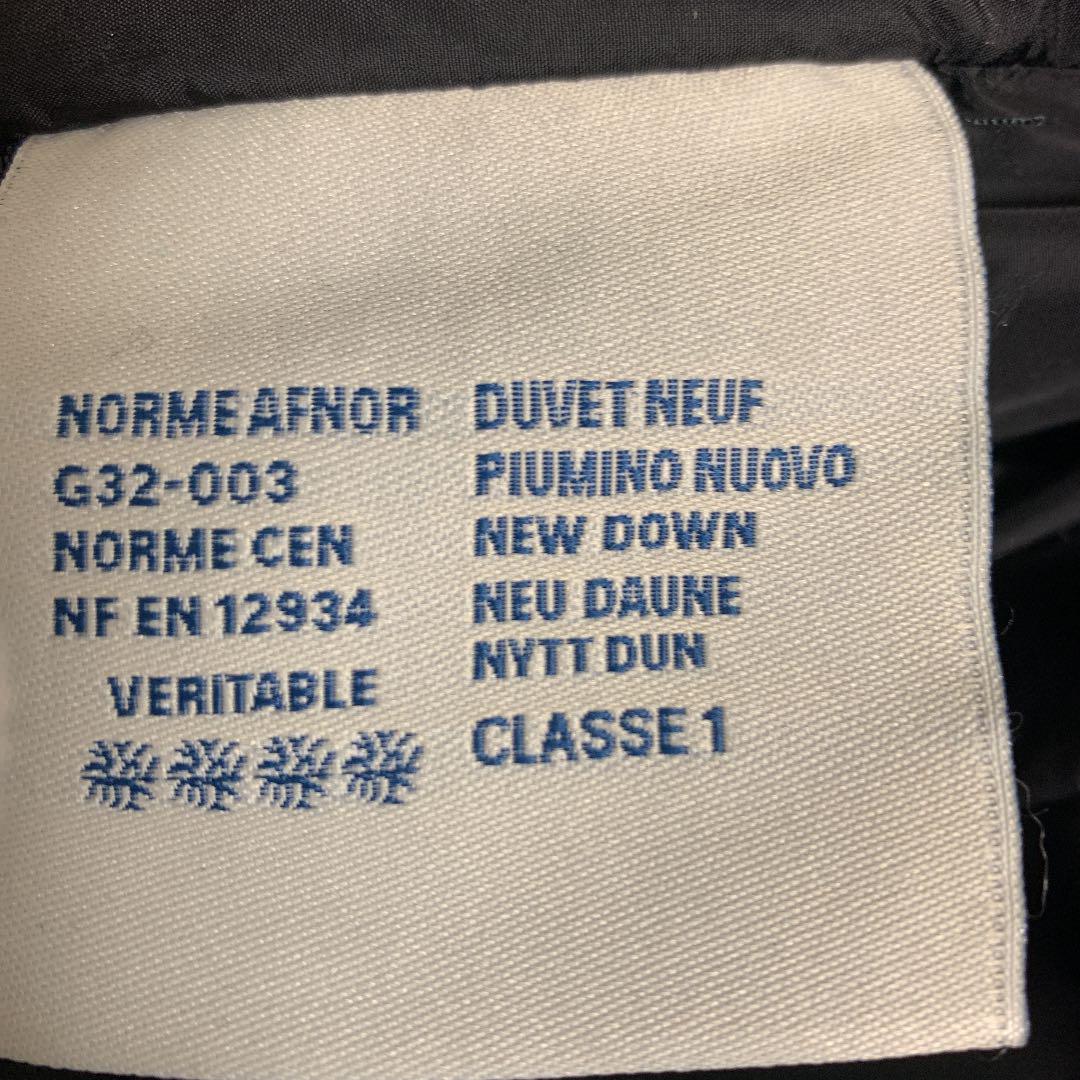 NORME AFNOR
G32-003
NORME CEN
NF EN 12934
VERITABLE
DUVET NEUF
PIUMINO NUOVO
NEW DOWN
NEU DAUNE
NYTT DUN
CLASSE 1